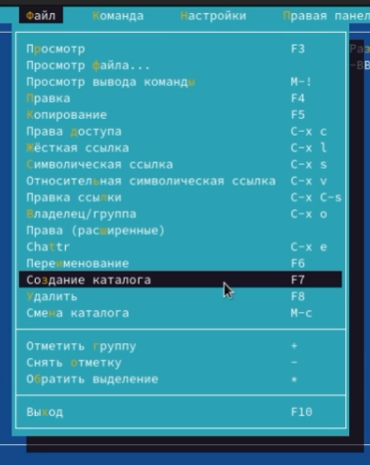 Файл Команда Настройки Правая панел
Просмотр F3
Просмотр файла...
Просмотр вывода команды M-!
Правка F4
Копирование F5
Права доступа C-x c
Жёсткая ссылка C-x l
Символическая ссылка C-x s
Относительная символическая ссылка C-x v
Правка ссылки C-x C-s
Владелец/группа C-x o
Права (расширенные)
Chattr C-x e
Переименование F6
Создание каталога F7
Удалить F8
Смена каталога M-c
Отметить группу +
Снять отметку -
Обратить выделение *
Выход F10